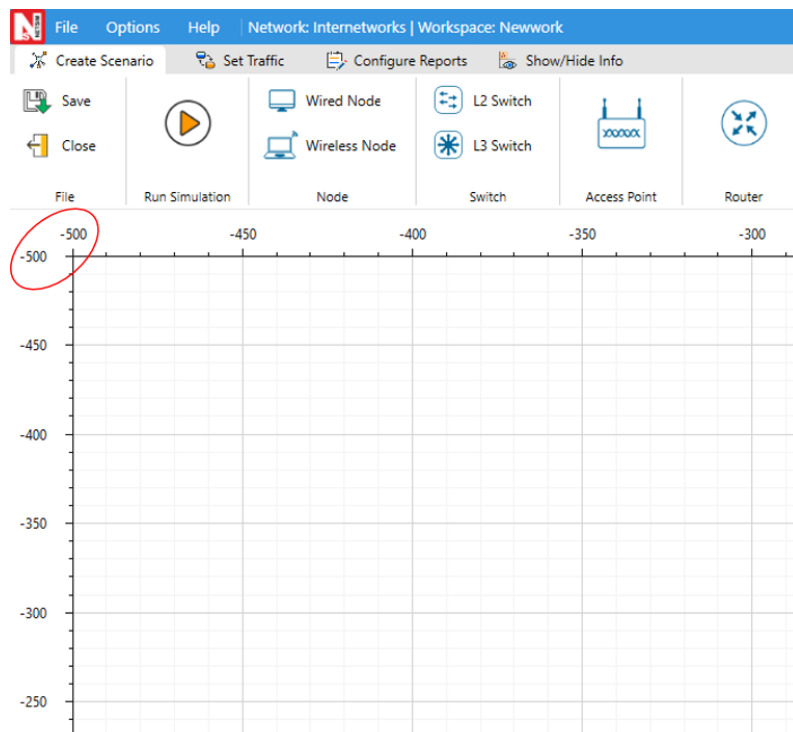 NETSIM File Options Help Network: Internetworks | Workspace: Newwork
Create Scenario Set Traffic Configure Reports Show/Hide Info
Save Wired Node L2 Switch
Close Wireless Node L3 Switch
File Run Simulation Node Switch Access Point Router
-500 -450 -400 -350 -300
-500
-450
-400
-350
-300
-250